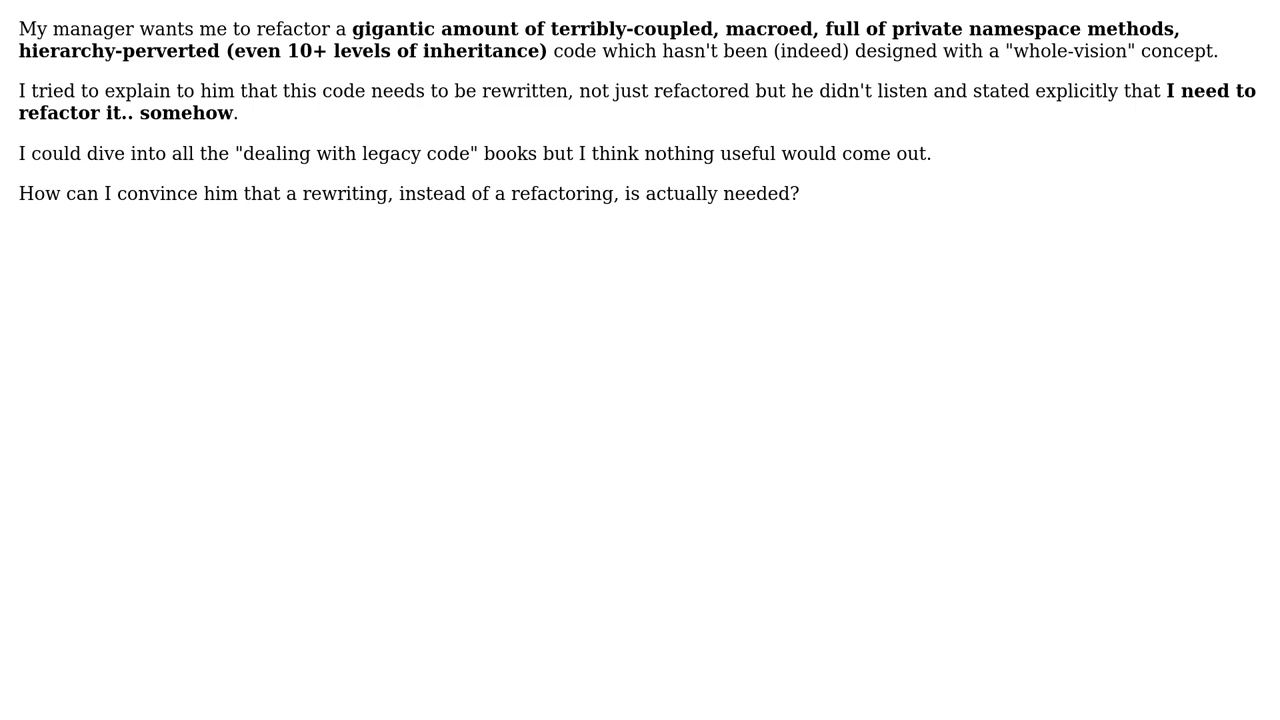 My manager wants me to refactor a gigantic amount of terribly-coupled, macroed, full of private namespace methods,
hierarchy-perverted (even 10+ levels of inheritance) code which hasn't been (indeed) designed with a "whole-vision" concept.
I tried to explain to him that this code needs to be rewritten, not just refactored but he didn't listen and stated explicitly that I need to
refactor it.. somehow.
I could dive into all the "dealing with legacy code" books but I think nothing useful would come out.
How can I convince him that a rewriting, instead of a refactoring, is actually needed?